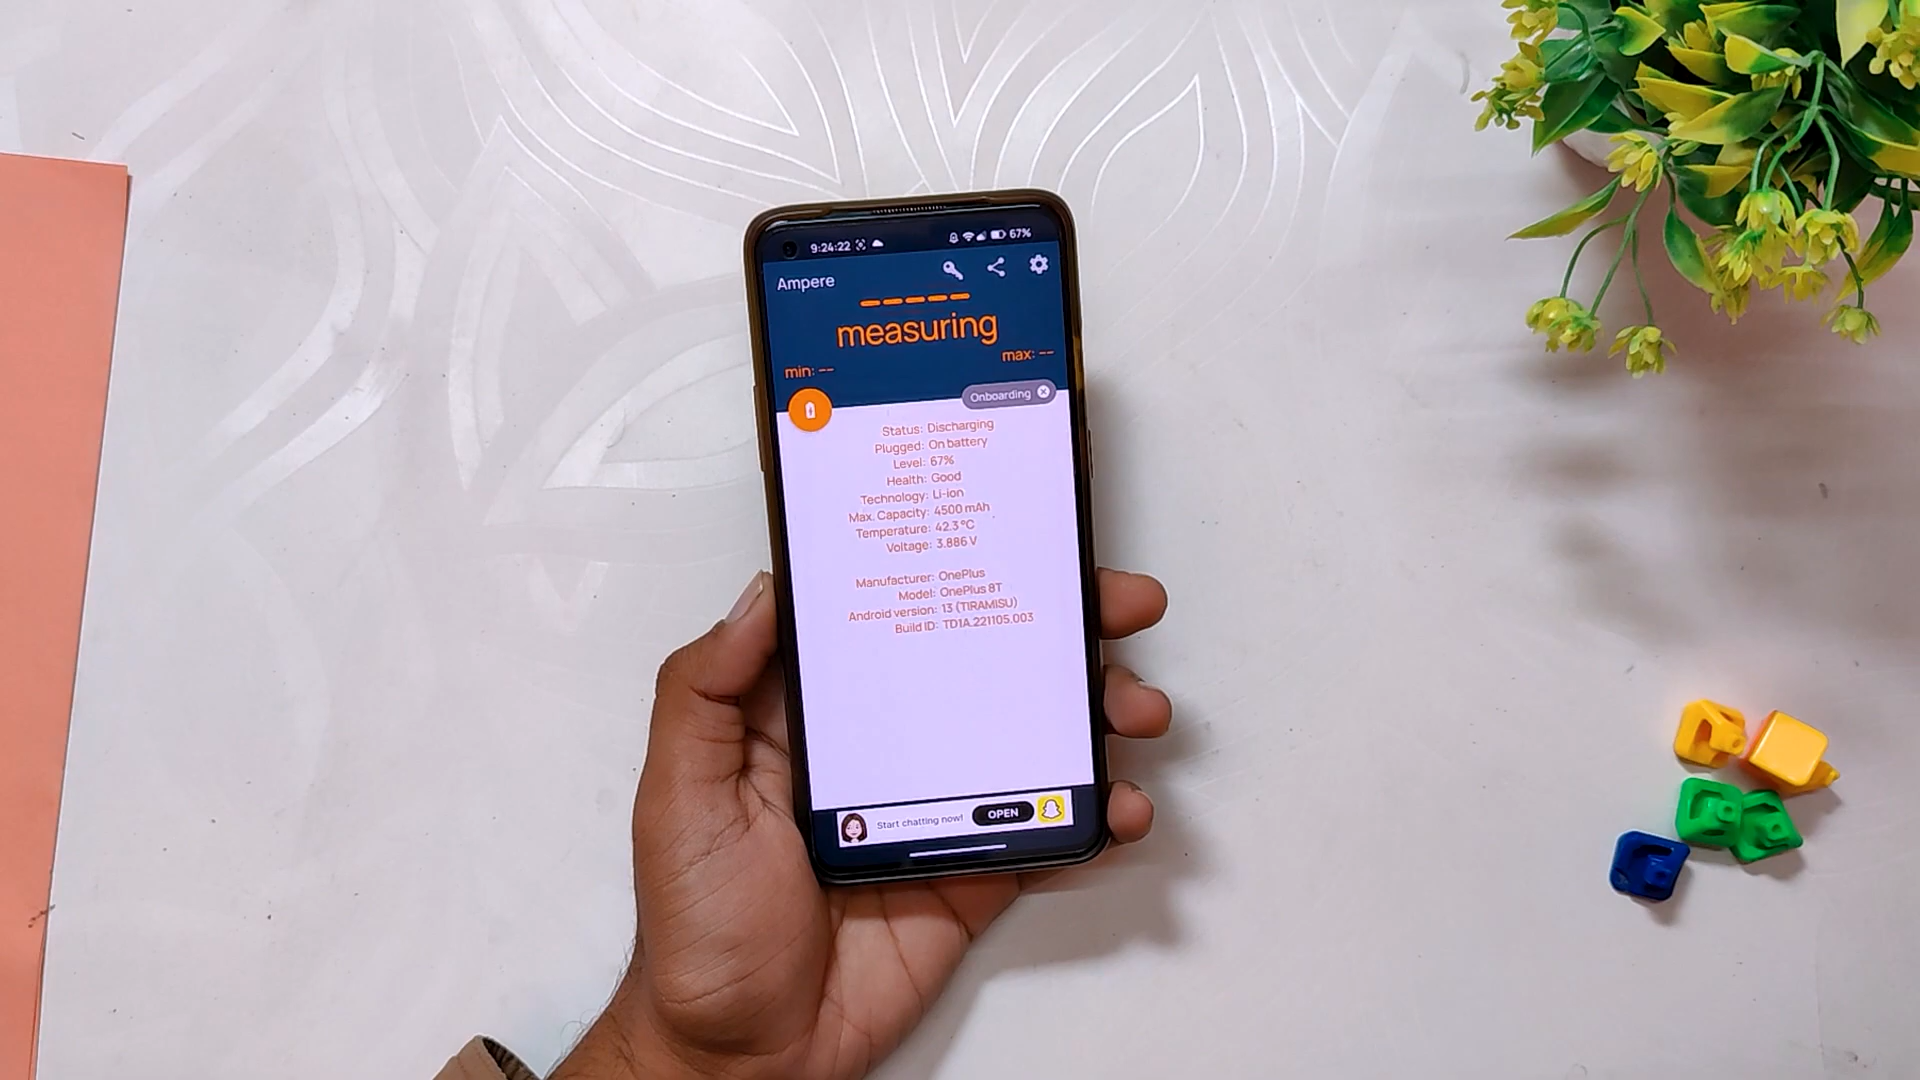 9:24:22
67%
Ampere
measuring
min: --
max: --
Onboarding
Status: Discharging
Plugged: On battery
Level: 67%
Health: Good
Technology: Li-ion
Max. Capacity: 4500 mAh
Temperature: 42.3°C
Voltage: 3.886 V
Manufacturer: OnePlus
Model: OnePlus 8T
Android version: 13 (TIRAMISU)
Build ID: TD1A.221105.003
Start chatting now!
OPEN